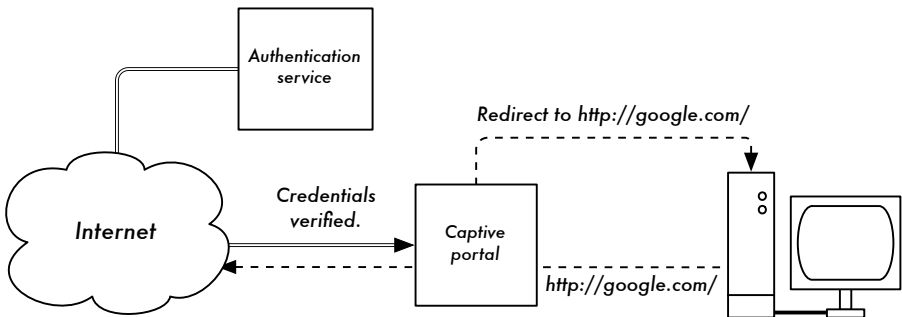 Authentication
service
Redirect to http://google.com/
Credentials
verified.
Internet
Captive
portal
http://google.com/